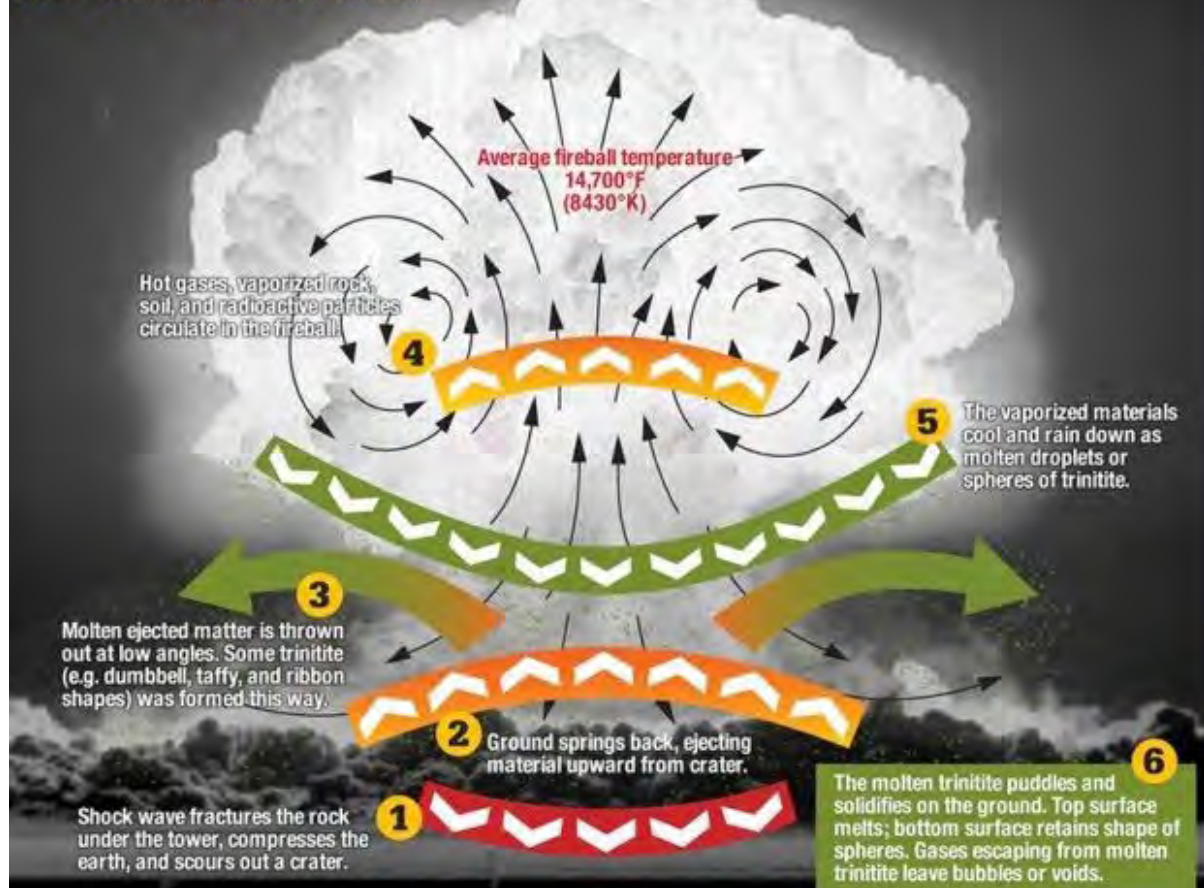 Average fireball temperature
14,700°F
(8430°K)
Hot gases, vaporized rock,
soil, and radioactive particles
circulate in the fireball.
4
5
The vaporized materials
cool and rain down as
molten droplets or
spheres of trinitite.
3
Molten ejected matter is thrown
out at low angles. Some trinitite
(e.g. dumbbell, taffy, and ribbon
shapes) was formed this way.
2
Ground springs back, ejecting
material upward from crater.
1
Shock wave fractures the rock
under the tower, compresses the
earth, and scours out a crater.
6
The molten trinitite puddles and
solidifies on the ground. Top surface
melts; bottom surface retains shape of
spheres. Gases escaping from molten
trinitite leave bubbles or voids.